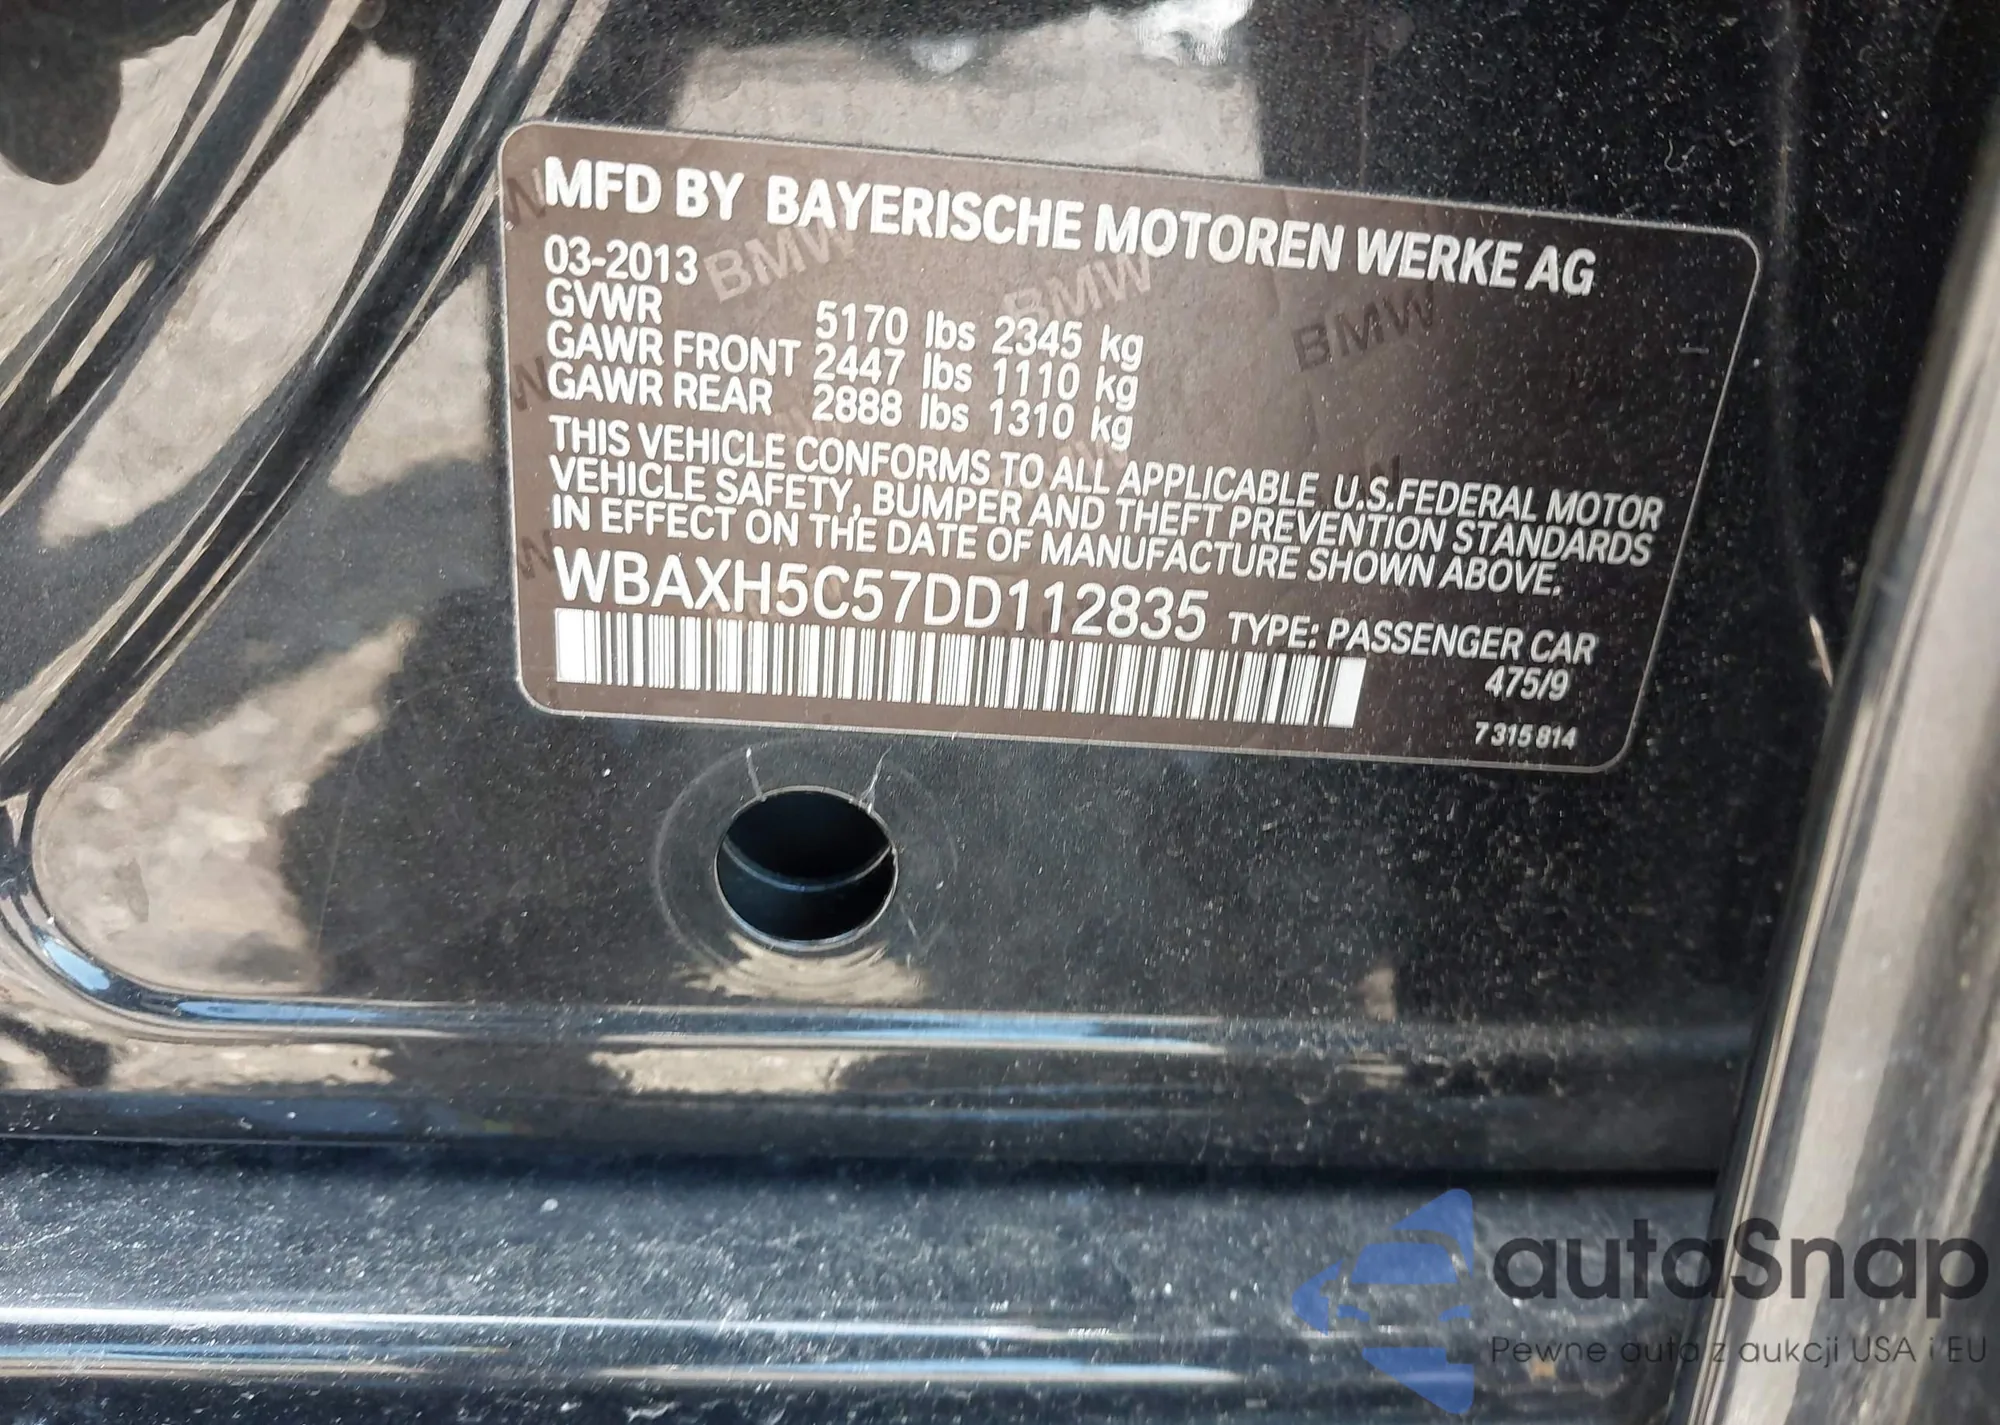 MFD BY BAYERISCHE MOTOREN WERKE AG
03-2013
GVWR 5170 lbs 2345 kg
GAWR FRONT 2447 lbs 1110 kg
GAWR REAR 2888 lbs 1310 kg
THIS VEHICLE CONFORMS TO ALL APPLICABLE U.S.FEDERAL MOTOR
VEHICLE SAFETY, BUMPER AND THEFT PREVENTION STANDARDS
IN EFFECT ON THE DATE OF MANUFACTURE SHOWN ABOVE.
WBAXH5C57DD112835 TYPE: PASSENGER CAR
475/9
7 315 814
BMW BMW BMW
autoSnap
Pewne auta z aukcji USA i EU